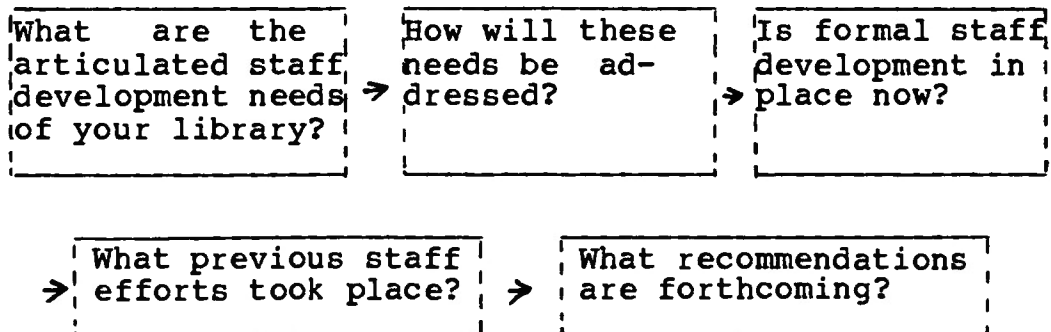 What are the
articulated staff
development needs
of your library?
How will these
needs be ad-
dressed?
Is formal staff
development in
place now?
What previous staff
efforts took place?
What recommendations
are forthcoming?